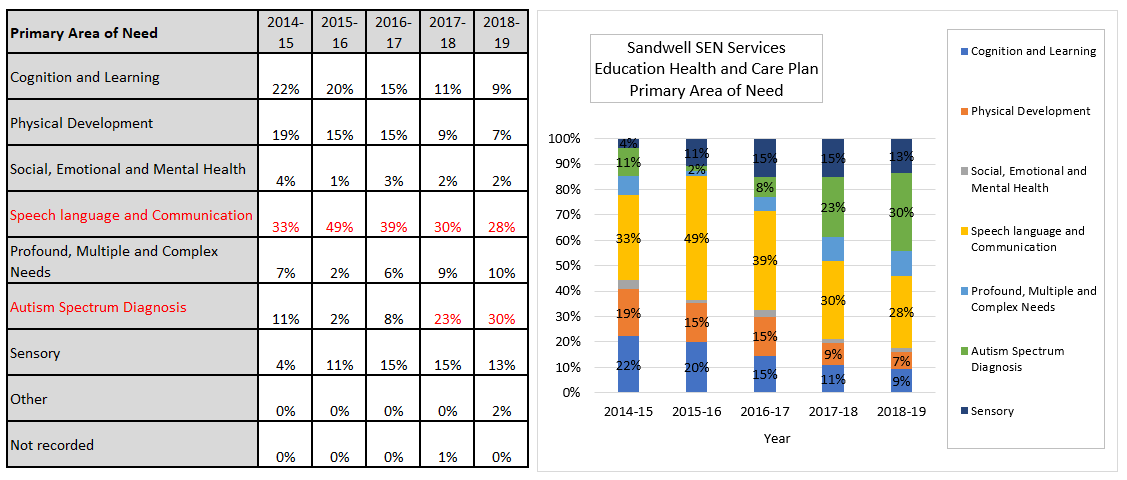 Primary Area of Need 2014-15 2015-16 2016-17 2017-18 2018-19
Cognition and Learning 22% 20% 15% 11% 9%
Physical Development 19% 15% 15% 9% 7%
Social, Emotional and Mental Health 4% 1% 3% 2% 2%
Speech language and Communication 33% 49% 39% 30% 28%
Profound, Multiple and Complex
Needs 7% 2% 6% 9% 10%
Autism Spectrum Diagnosis 11% 2% 8% 23% 30%
Sensory 4% 11% 15% 15% 13%
Other 0% 0% 0% 0% 2%
Not recorded 0% 0% 0% 1% 0%
Sandwell SEN Services
Education Health and Care Plan
Primary Area of Need
100%
90%
80%
70%
60%
50%
40%
30%
20%
10%
0%
4% 11% 15% 15% 13%
11% 2% 8% 23% 30%
33% 49% 39% 30% 28%
19% 15% 15% 9% 7%
22% 20% 15% 11% 9%
2014-15 2015-16 2016-17 2017-18 2018-19
Year
Cognition and Learning
Physical Development
Social, Emotional and
Mental Health
Speech language and
Communication
Profound, Multiple and
Complex Needs
Autism Spectrum
Diagnosis
Sensory